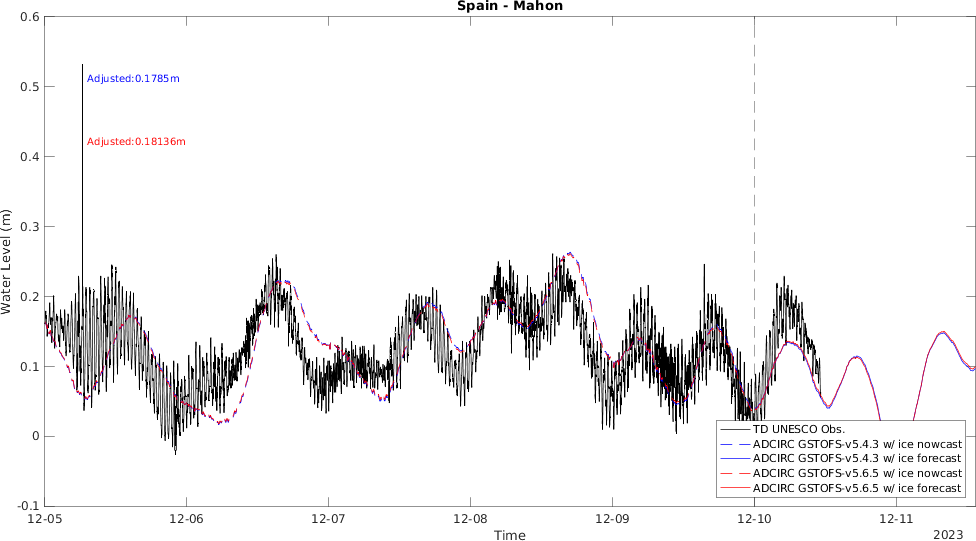 Spain - Mahon
0.6
0.5
0.4
0.3
0.2
0.1
0
-0.1
Water Level (m)
Adjusted:0.1785m
Adjusted:0.18136m
TD UNESCO Obs.
ADCIRC GSTOFS-v5.4.3 w/ ice nowcast
ADCIRC GSTOFS-v5.4.3 w/ ice forecast
ADCIRC GSTOFS-v5.6.5 w/ ice nowcast
ADCIRC GSTOFS-v5.6.5 w/ ice forecast
12-05 12-06 12-07 12-08 12-09 12-10 12-11
Time
2023